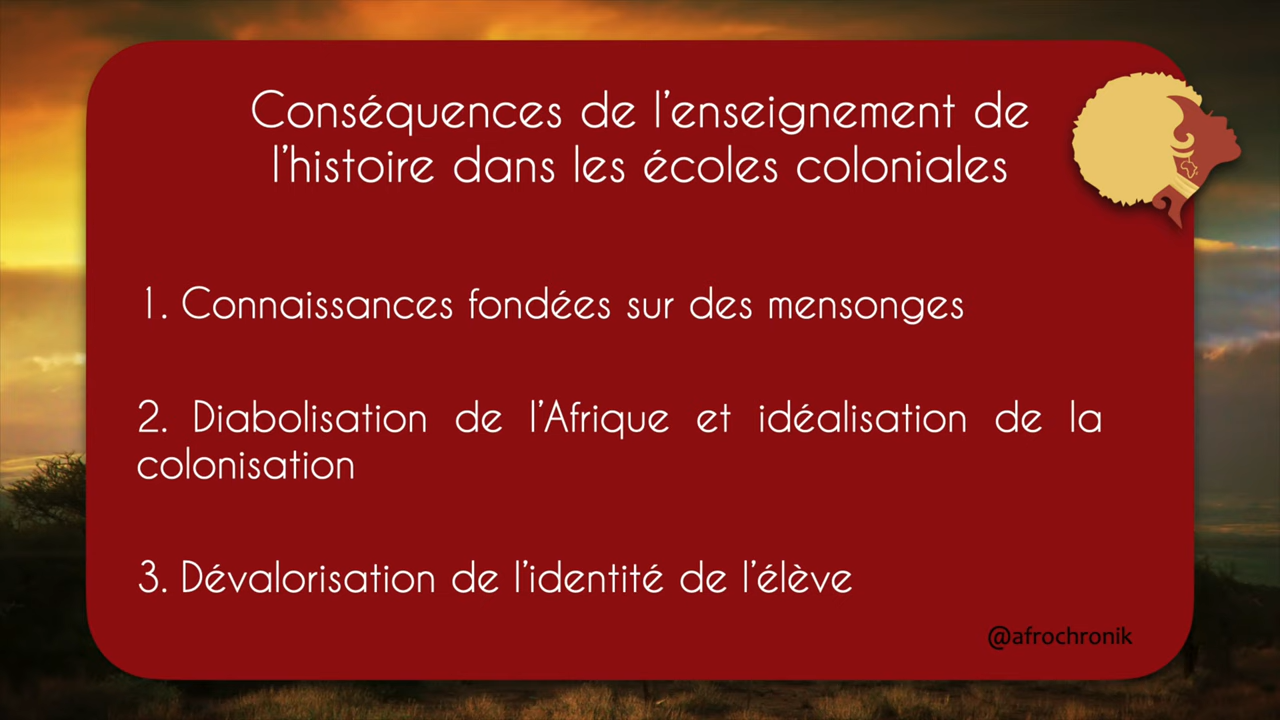 Conséquences de l'enseignement de
l'histoire dans les écoles coloniales
1. Connaissances fondées sur des mensonges
2. Diabolisation de l'Afrique et idéalisation de la
colonisation
3. Dévalorisation de l'identité de l'élève
@afrochronik